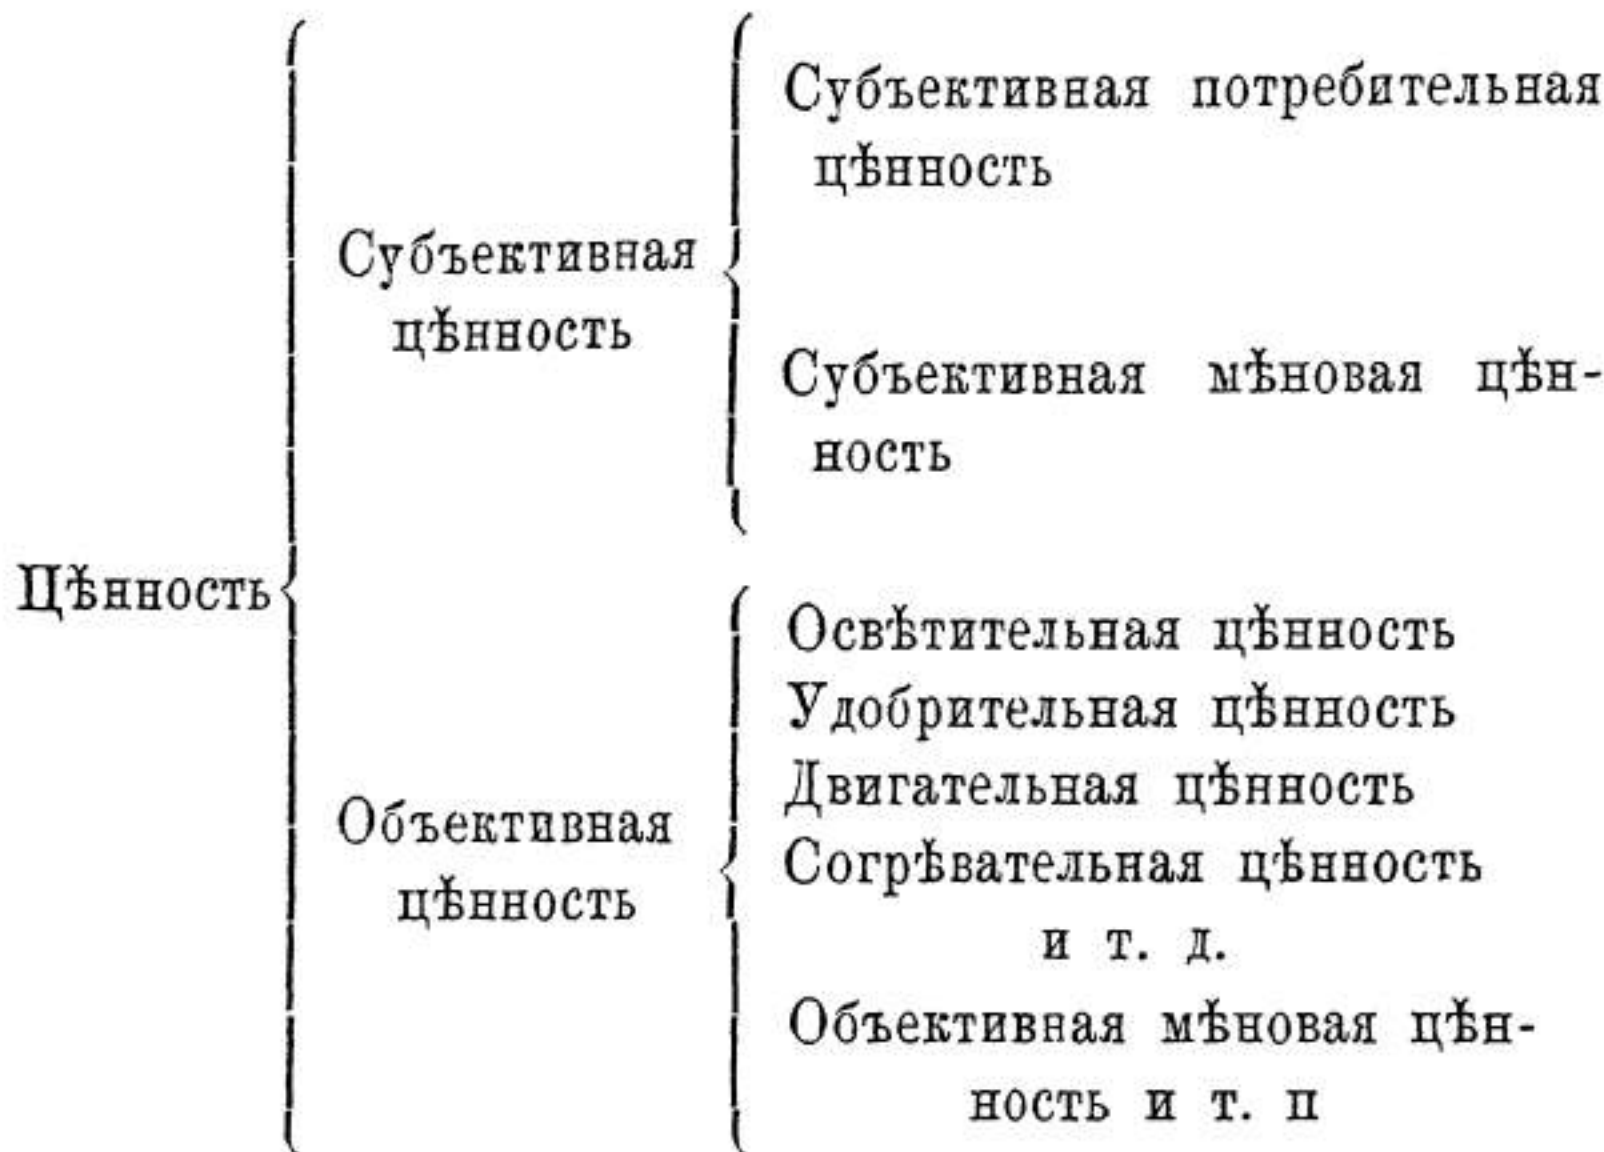 Цѣнность
Субъективная
цѣнность
Субъективная потребительная
цѣнность
Субъективная мѣновая цѣн-
ность
Объективная
цѣнность
Освѣтительная цѣнность
Удобрительная цѣнность
Двигательная цѣнность
Согрѣвательная цѣнность
и т. д.
Объективная мѣновая цѣн-
ность и т. п